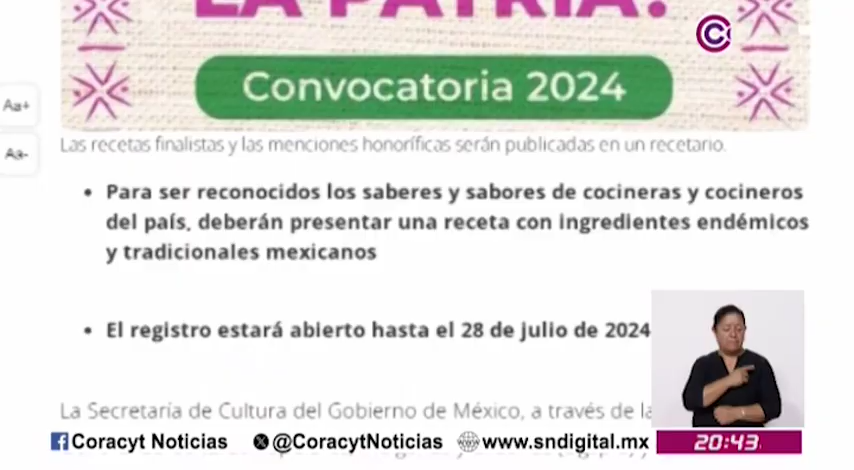 LA PATRIA!
Convocatoria 2024
Aa+
Aa-
Las recetas finalistas y las menciones honoríficas serán publicadas en un recetario.
• Para ser reconocidos los saberes y sabores de cocineras y cocineros
del país, deberán presentar una receta con ingredientes endémicos
y tradicionales mexicanos
• El registro estará abierto hasta el 28 de julio de 2024
La Secretaría de Cultura del Gobierno de México, a través de la
Coracyt Noticias @CoracytNoticias www.sndigital.mx 20:43